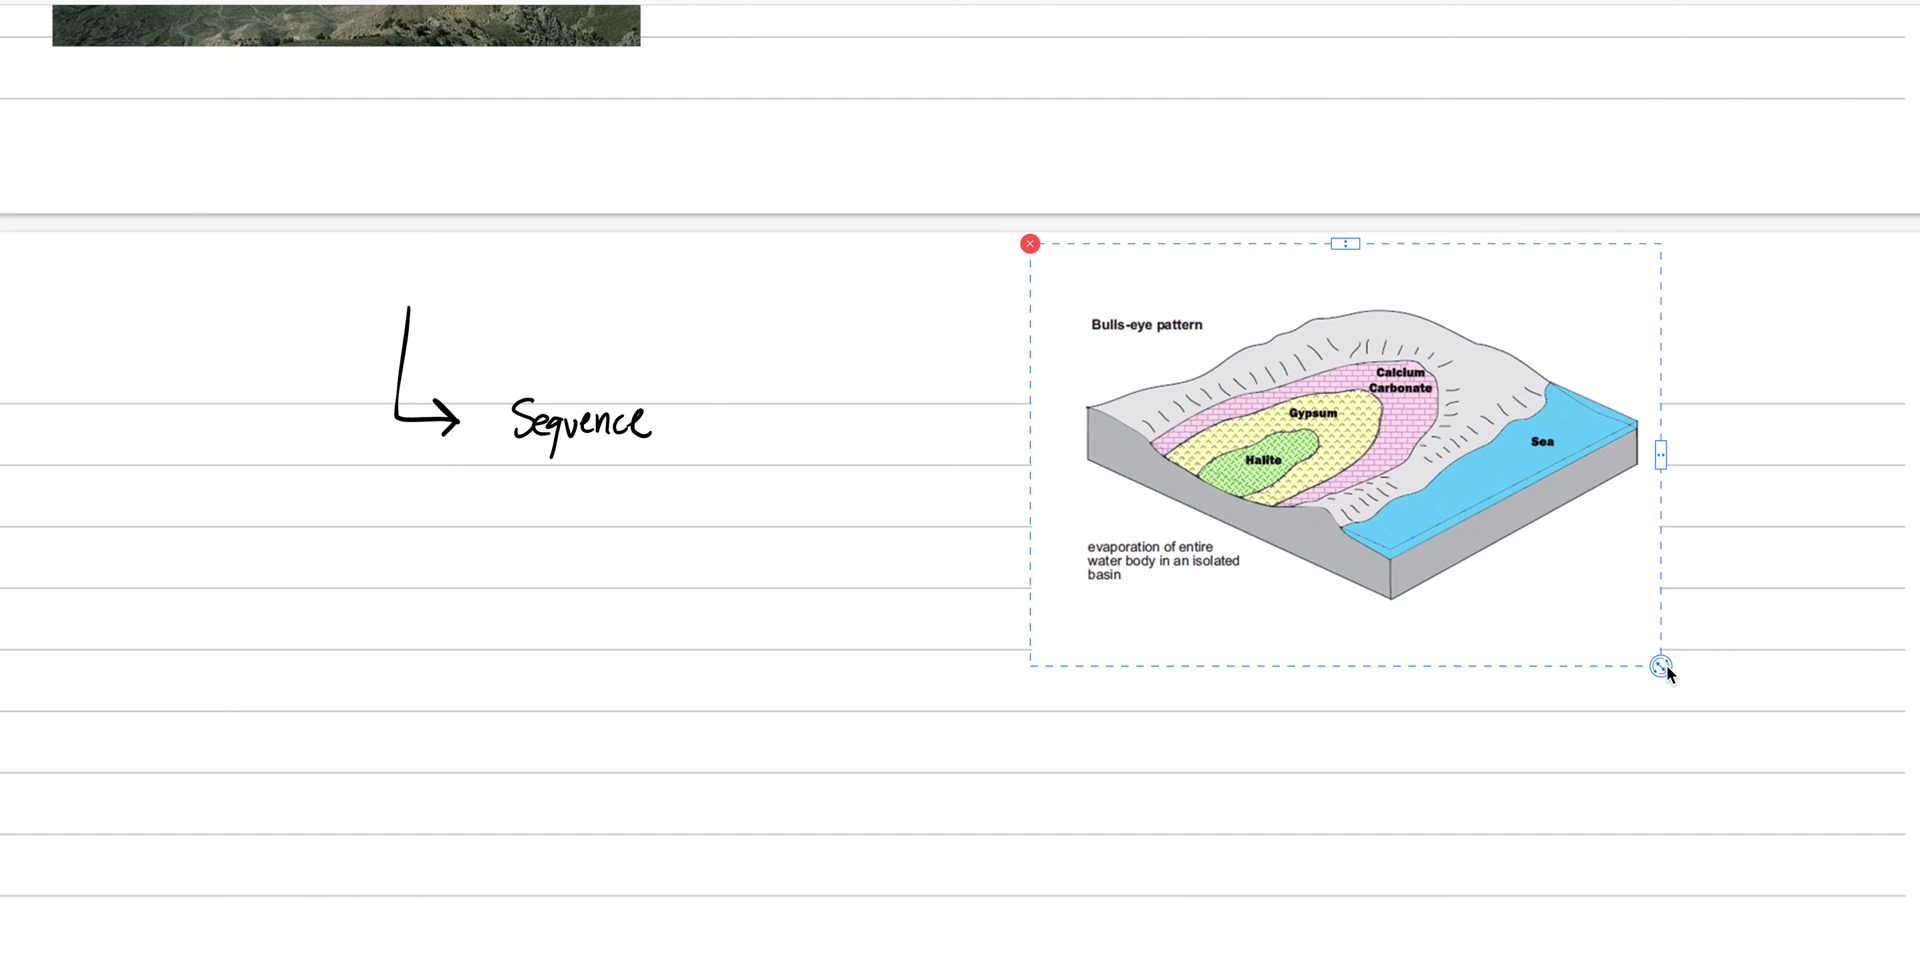 Bulls-eye pattern
Calcium
Carbonate
Gypsum
Sequence
Sea
Halite
evaporation of entire
water body in an isolated
basin